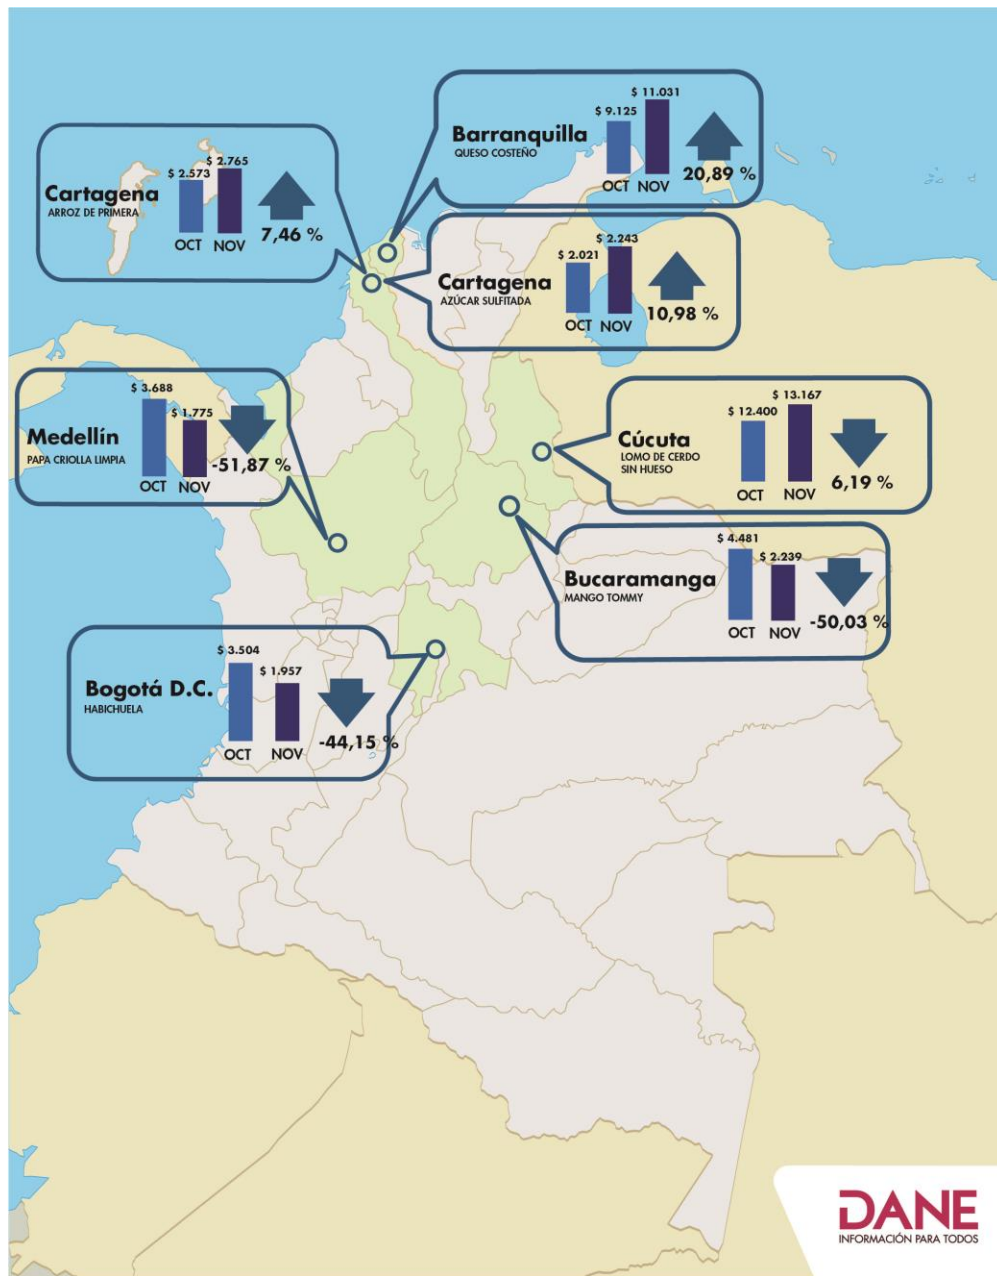 Barranquilla
QUESO COSTEÑO
$ 9.125
$ 11.031
OCT
NOV
20,89 %
Cartagena
ARROZ DE PRIMERA
$ 2.573
$ 2.765
OCT
NOV
7,46 %
Cartagena
AZÚCAR SULFITADA
$ 2.021
$ 2.243
OCT
NOV
10,98 %
Medellín
PAPA CRIOLLA LIMPIA
$ 3.688
$ 1.775
OCT
NOV
-51,87 %
Cúcuta
LOMO DE CERDO
SIN HUESO
$ 12.400
$ 13.167
OCT
NOV
6,19 %
Bucaramanga
MANGO TOMMY
$ 4.481
$ 2.239
OCT
NOV
-50,03 %
Bogotá D.C.
HABICHUELA
$ 3.504
$ 1.957
OCT
NOV
-44,15 %
DANE
INFORMACIÓN PARA TODOS